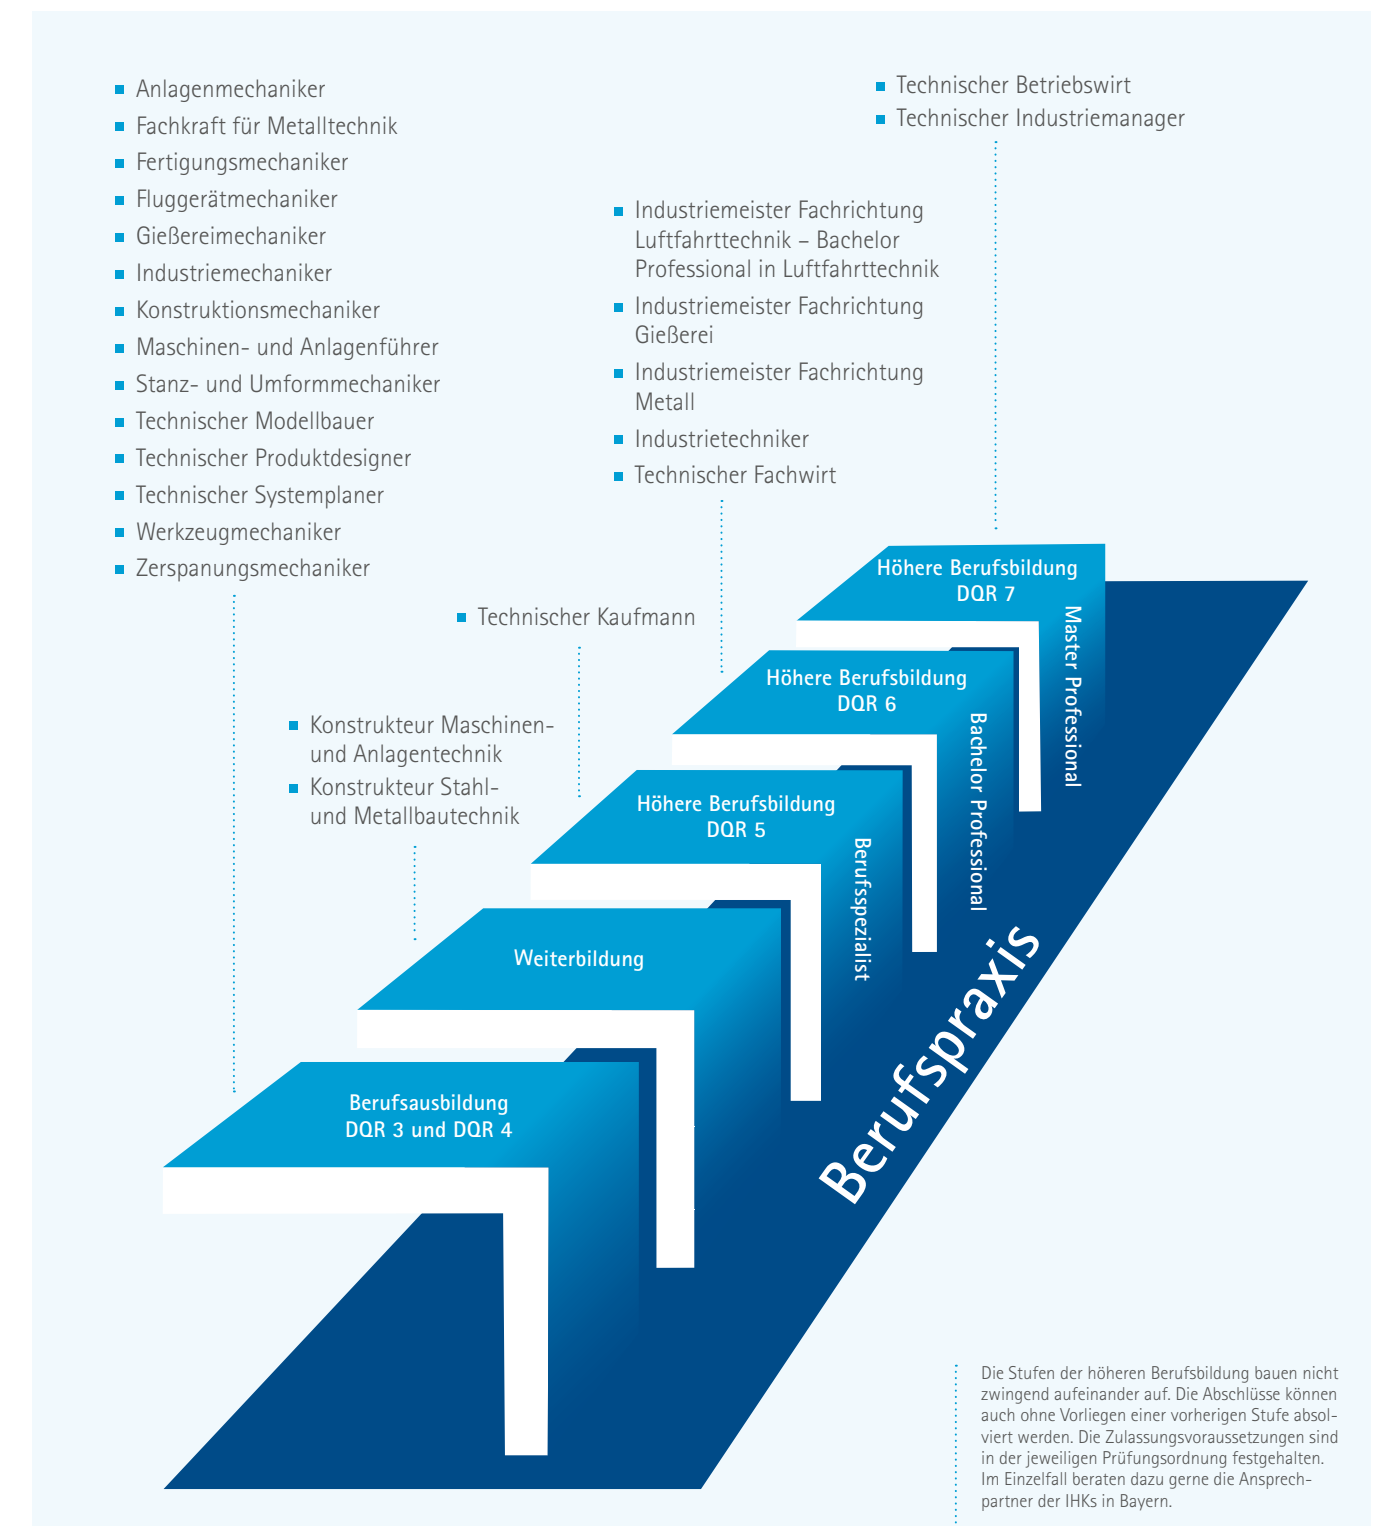 Anlagenmechaniker
Fachkraft für Metalltechnik
Fertigungsmechaniker
Fluggerätmechaniker
Gießereimechaniker
Industriemechaniker
Konstruktionsmechaniker
Maschinen- und Anlagenführer
Stanz- und Umformmechaniker
Technischer Modellbauer
Technischer Produktdesigner
Technischer Systemplaner
Werkzeugmechaniker
Zerspanungsmechaniker
Technischer Betriebswirt
Technischer Industriemanager
Industriemeister Fachrichtung
Luftfahrttechnik – Bachelor
Professional in Luftfahrttechnik
Industriemeister Fachrichtung
Gießerei
Industriemeister Fachrichtung
Metall
Industrietechniker
Technischer Fachwirt
Technischer Kaufmann
Konstrukteur Maschinen-
und Anlagentechnik
Konstrukteur Stahl-
und Metallbautechnik
Höhere Berufsbildung
DQR 7
Master Professional
Höhere Berufsbildung
DQR 6
Bachelor Professional
Höhere Berufsbildung
DQR 5
Berufsspezialist
Weiterbildung
Berufsausbildung
DQR 3 und DQR 4
Berufspraxis
Die Stufen der höheren Berufsbildung bauen nicht
zwingend aufeinander auf. Die Abschlüsse können
auch ohne Vorliegen einer vorherigen Stufe absol-
viert werden. Die Zulassungsvoraussetzungen sind
in der jeweiligen Prüfungsordnung festgehalten.
Im Einzelfall beraten dazu gerne die Ansprech-
partner der IHKs in Bayern.